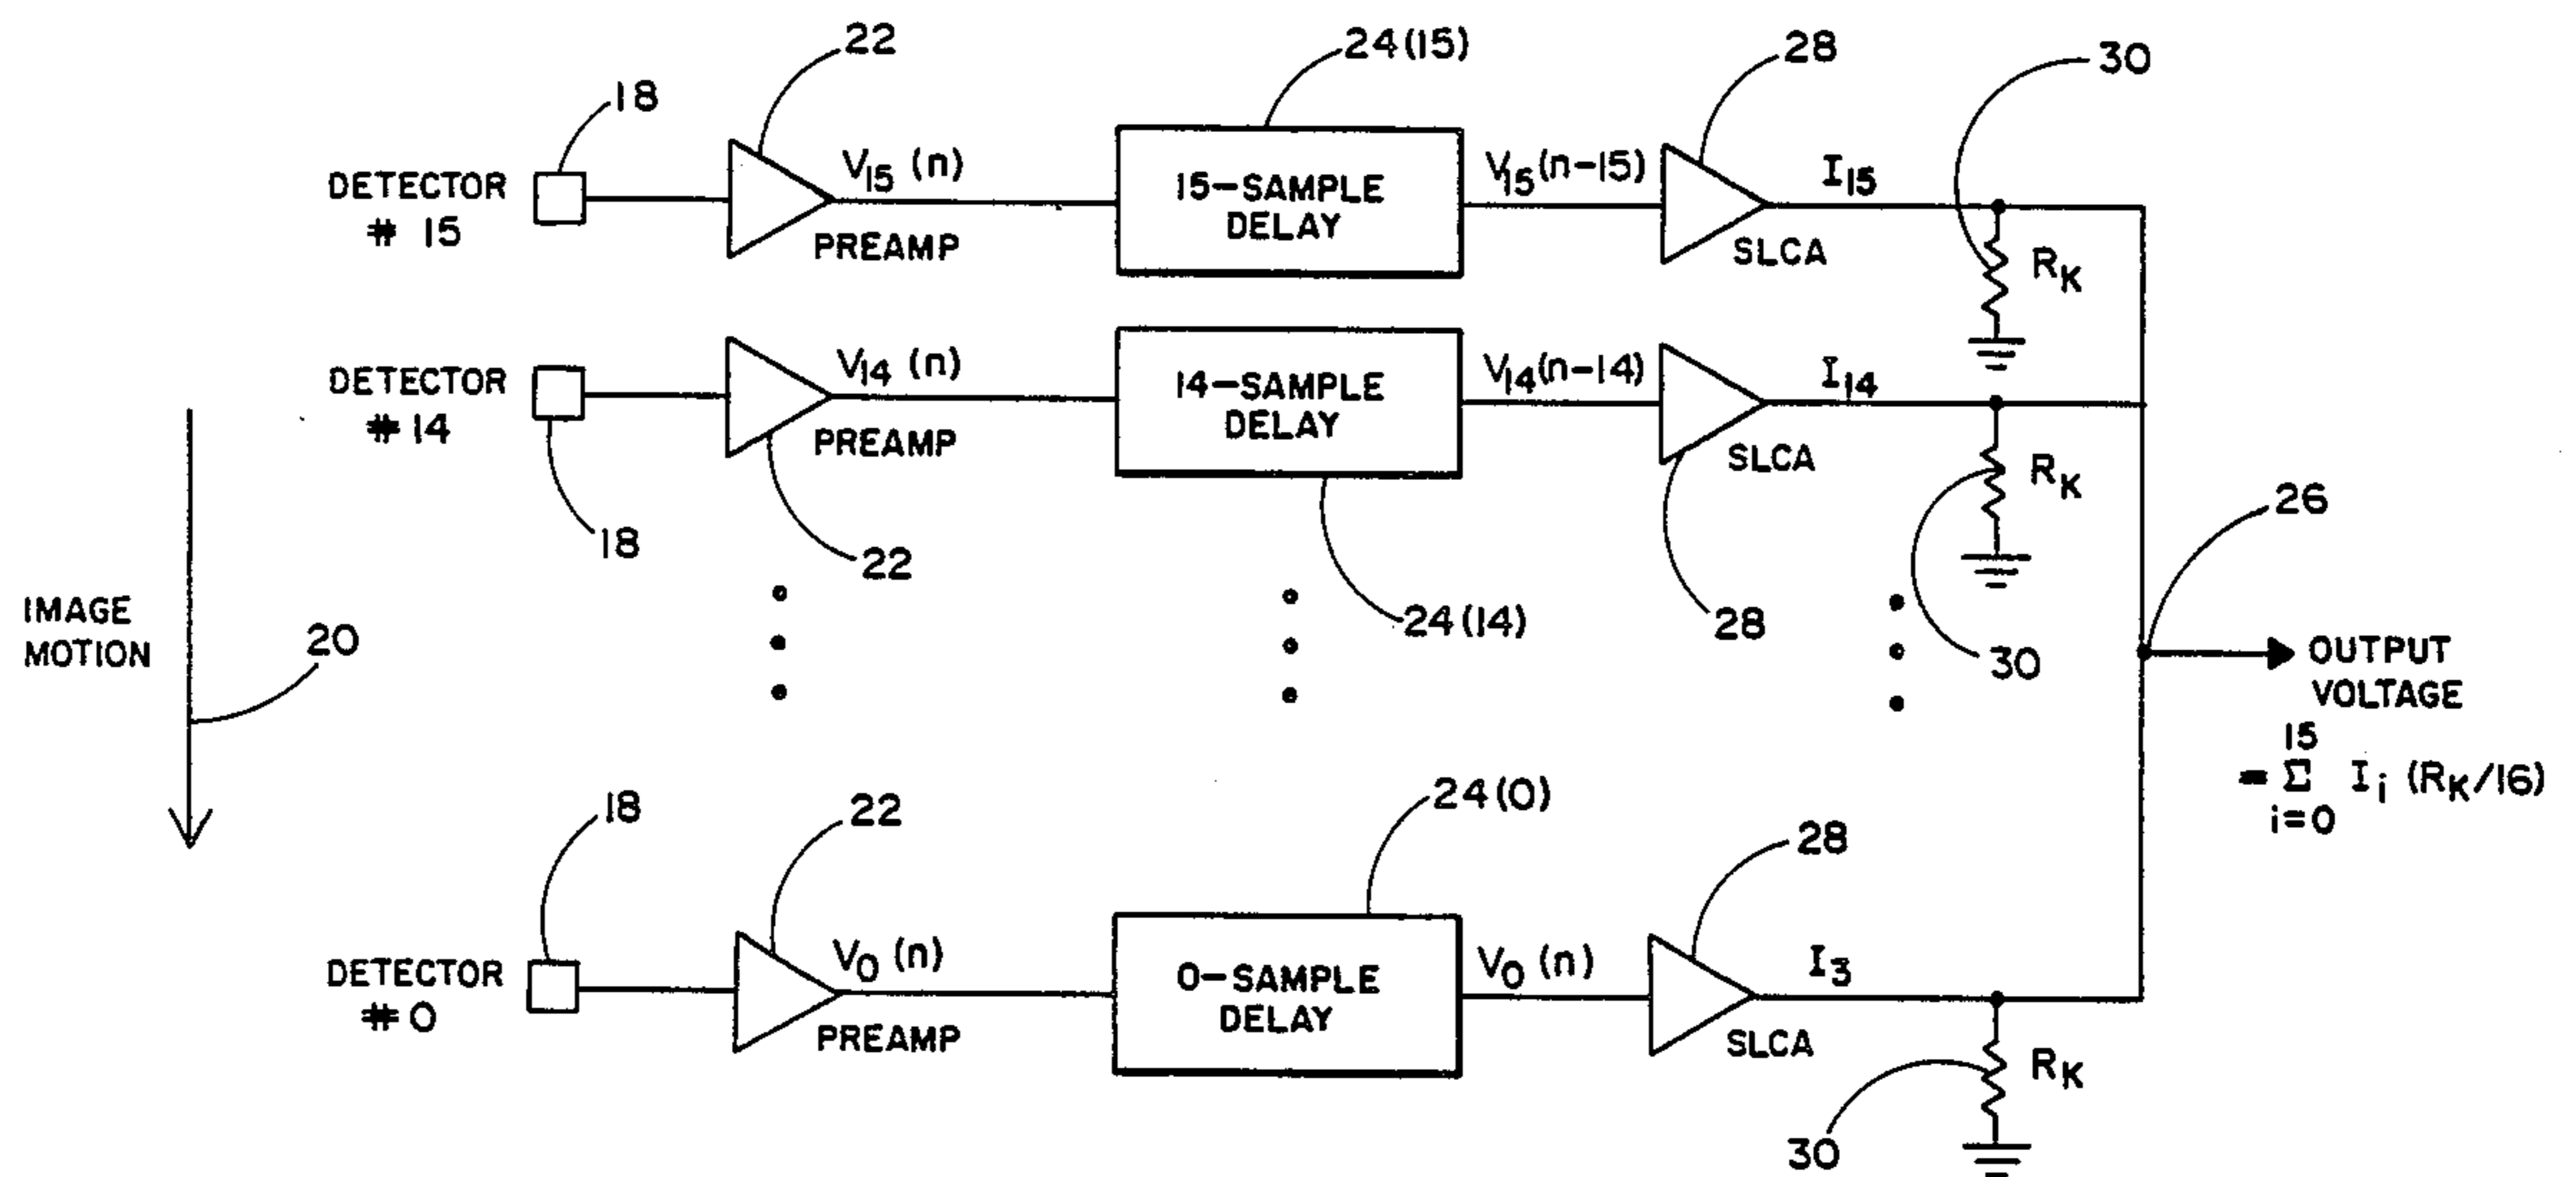 22
24(15)
28
30
18
DETECTOR
# 15
V15 (n)
PREAMP
15-SAMPLE
DELAY
V15(n-15)
SLCA
I15
RK
DETECTOR
#14
V14 (n)
PREAMP
14-SAMPLE
DELAY
V14(n-14)
SLCA
I14
RK
18
22
24(14)
28
30
26
IMAGE
MOTION
20
OUTPUT
VOLTAGE
= 15 Σ i=0 Ii (RK/16)
18
22
24(0)
28
DETECTOR
#0
V0 (n)
PREAMP
0-SAMPLE
DELAY
V0 (n)
SLCA
I3
RK
30